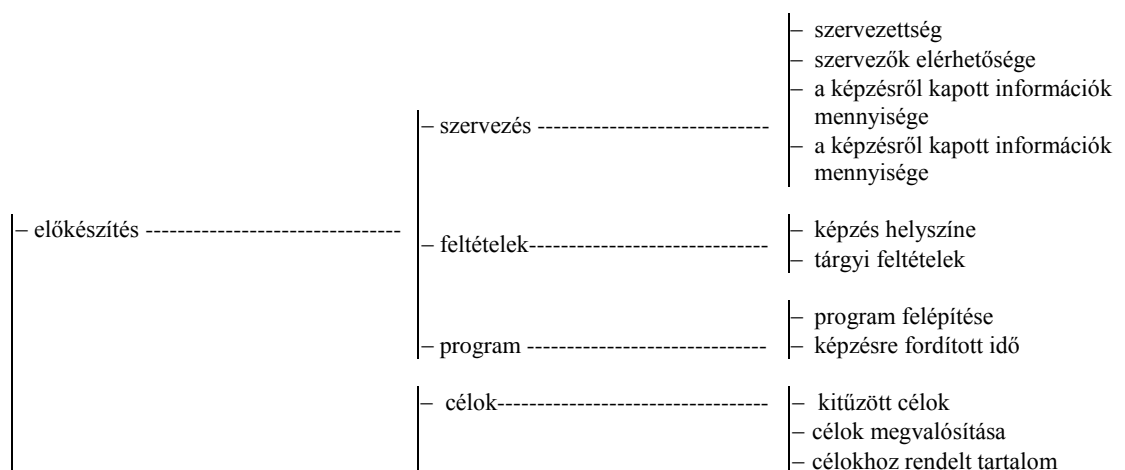 – szervezettség
– szervezők elérhetősége
– a képzésről kapott információk
mennyisége
– szervezés -----------------------------
– a képzésről kapott információk
mennyisége
– előkészítés --------------------------------
– feltételek------------------------------
– képzés helyszíne
– tárgyi feltételek
– program ------------------------------
– program felépítése
– képzésre fordított idő
– célok----------------------------------
– kitűzött célok
– célok megvalósítása
– célokhoz rendelt tartalom